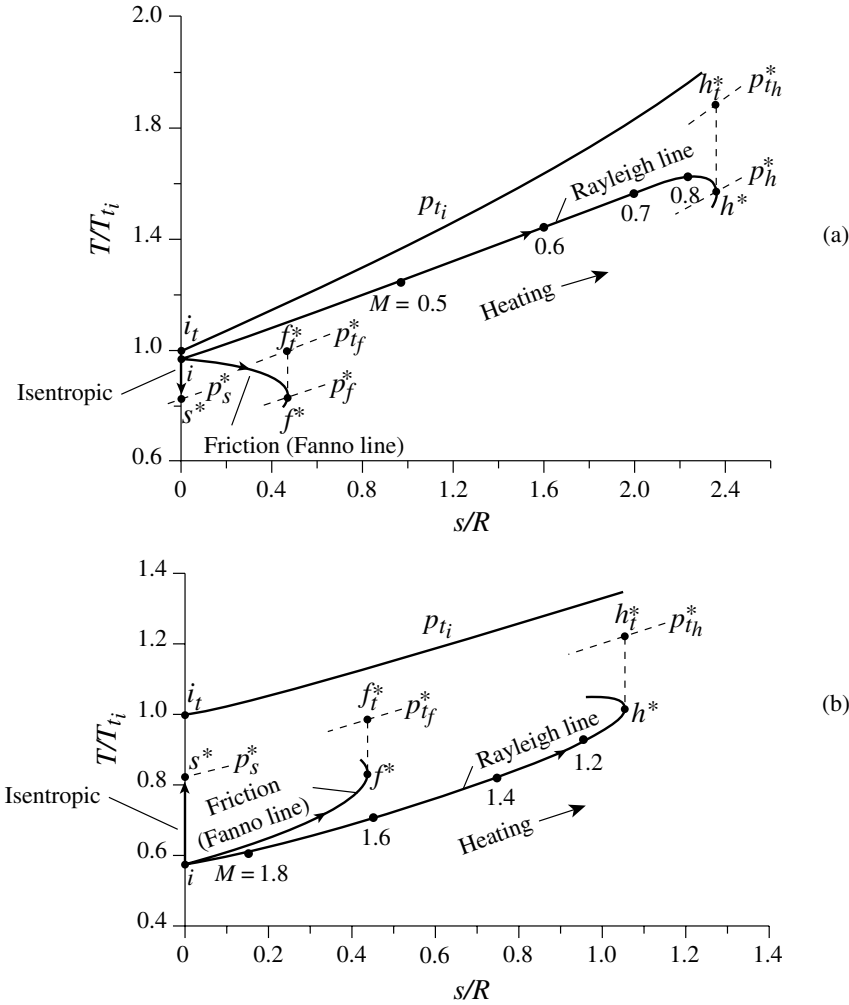 2.0
1.8
1.4
1.0
0.6
T/T_{t_i}
p_{t_i}
h_t^*
p_{t_h}^*
Rayleigh line
p_h^*
0.8
h^*
0.7
0.6
M = 0.5
Heating
(a)
i_t
i
f_t^*
p_{t_f}^*
Isentropic
p_s^*
s^*
p_f^*
f^*
Friction (Fanno line)
0 0.4 0.8 1.2 1.6 2.0 2.4
s/R
1.4
1.2
1.0
0.8
0.6
0.4
T/T_{t_i}
p_{t_i}
h_t^*
p_{t_h}^*
i_t
f_t^*
p_{t_f}^*
h^*
(b)
Rayleigh line
s^*
p_s^*
1.2
f^*
Isentropic
Friction
(Fanno line)
1.4
Heating
1.6
i
M = 1.8
0 0.2 0.4 0.6 0.8 1.0 1.2 1.4
s/R